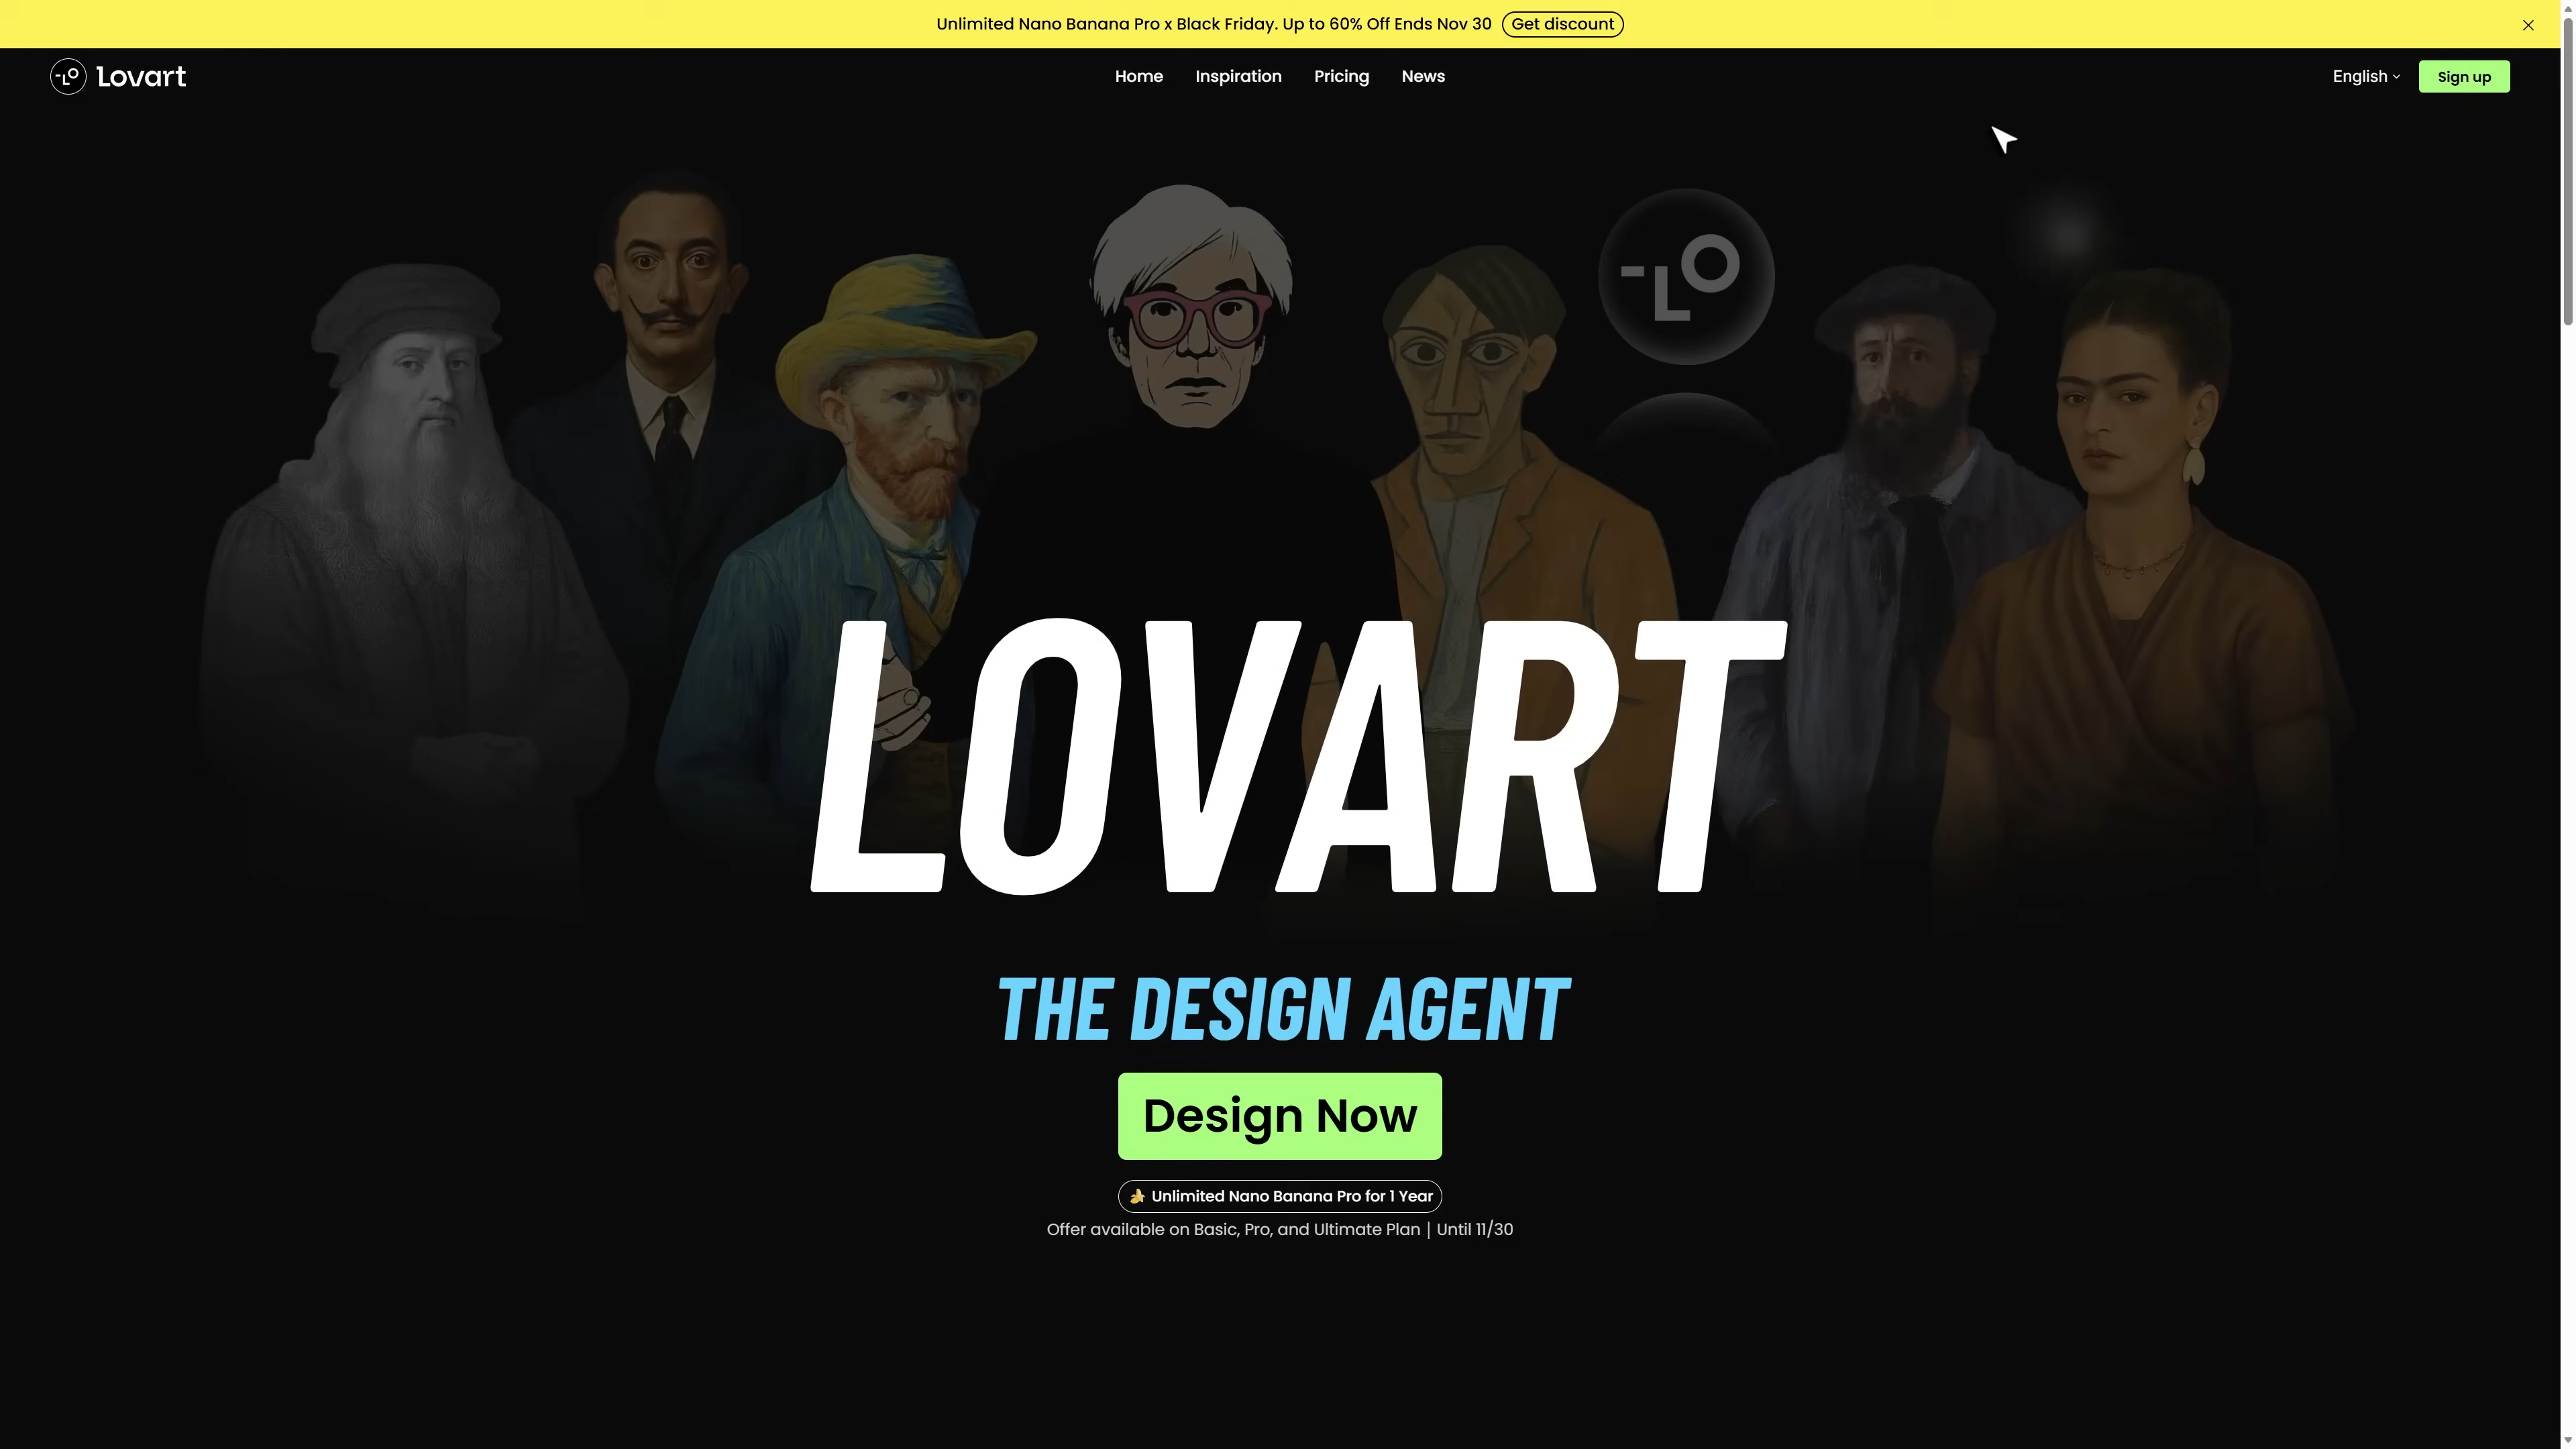 Unlimited Nano Banana Pro x Black Friday. Up to 60% Off Ends Nov 30 Get discount
Lovart Home Inspiration Pricing News English Sign up
LOVART
THE DESIGN AGENT
Design Now
🍌 Unlimited Nano Banana Pro for 1 Year
Offer available on Basic, Pro, and Ultimate Plan | Until 11/30